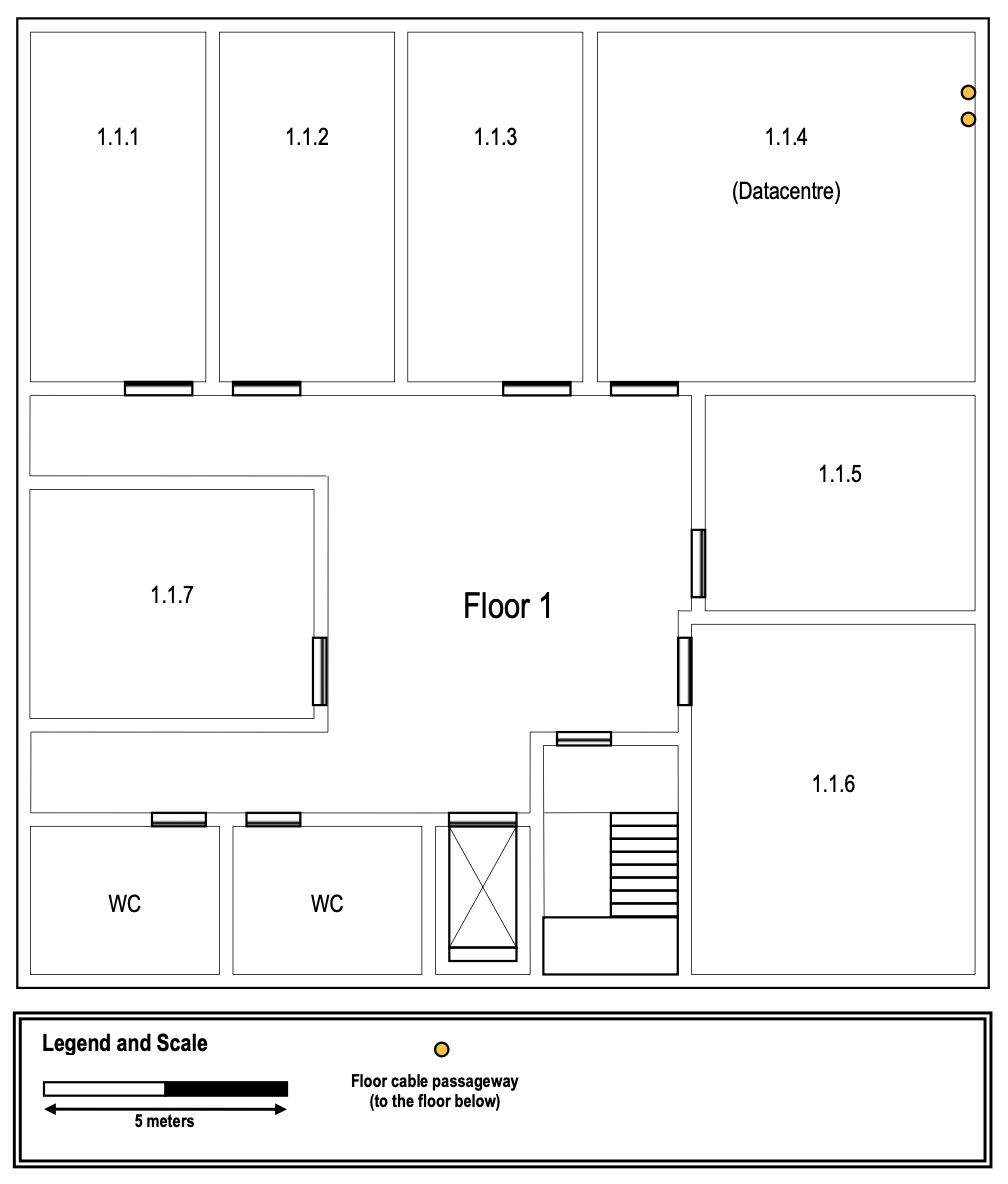 1.1.1
1.1.2
1.1.3
1.1.4
(Datacentre)
1.1.5
1.1.7
Floor 1
1.1.6
WC
WC
Legend and Scale
5 meters
Floor cable passageway
(to the floor below)